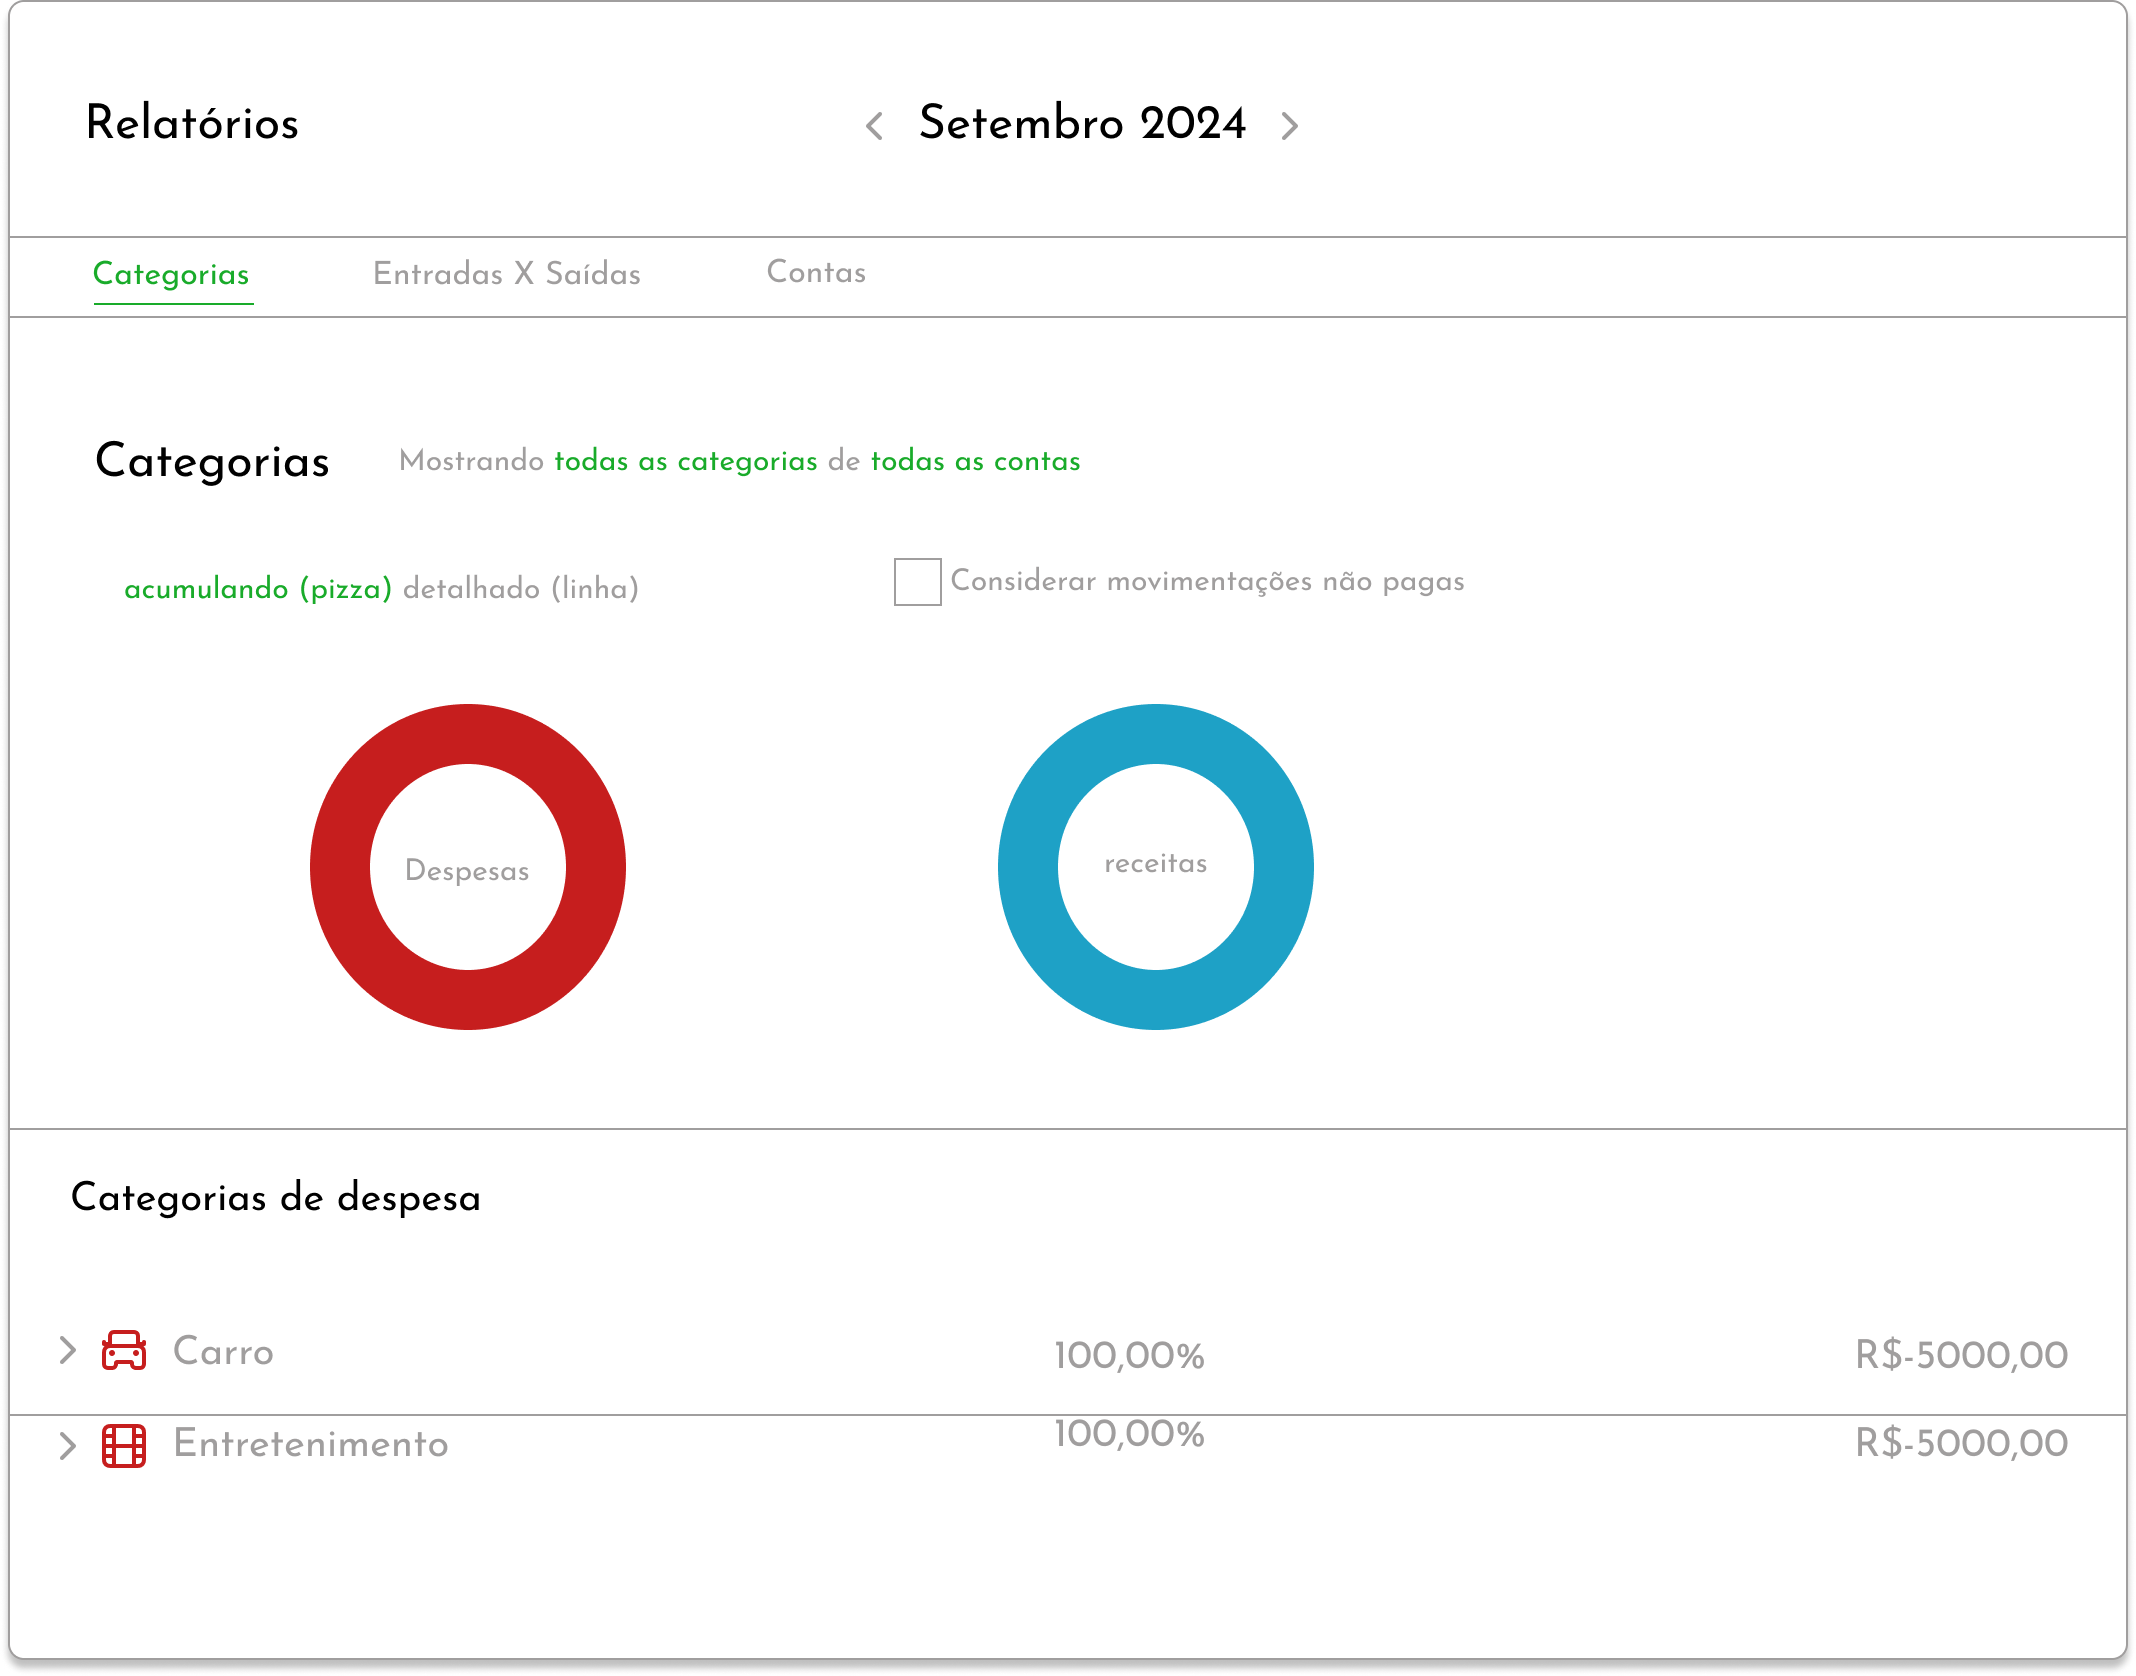 Relatórios
Setembro 2024
Categorias
Entradas X Saídas
Contas
Categorias
Mostrando todas as categorias de todas as contas
acumulando (pizza) detalhado (linha)
Considerar movimentações não pagas
Despesas
receitas
Categorias de despesa
Carro 100,00% R$-5000,00
Entretenimento 100,00% R$-5000,00